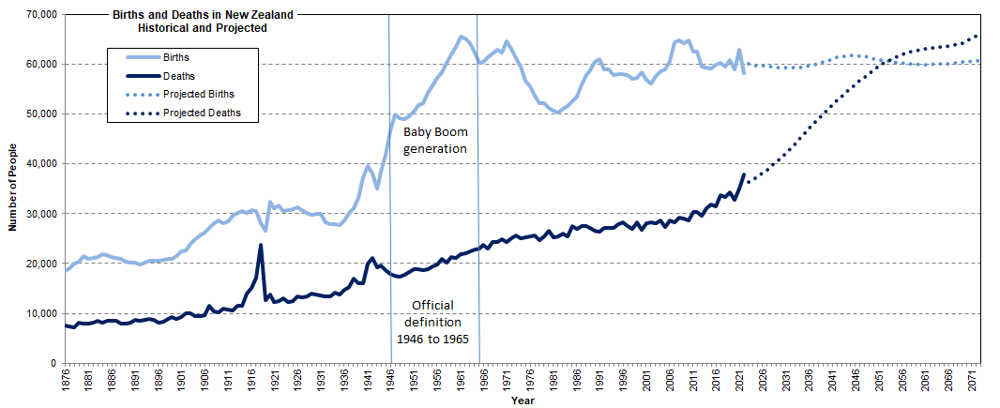 Births and Deaths in New Zealand
Historical and Projected
Births
Deaths
Projected Births
Projected Deaths
Number of People
70,000
60,000
50,000
40,000
30,000
20,000
10,000
0
Baby Boom
generation
Official
definition
1946 to 1965
1876 1881 1886 1891 1896 1901 1906 1911 1916 1921 1926 1931 1936 1941 1946 1951 1956 1961 1966 1971 1976 1981 1986 1991 1996 2001 2006 2011 2016 2021 2026 2031 2036 2041 2046 2051 2056 2061 2066 2071
Year